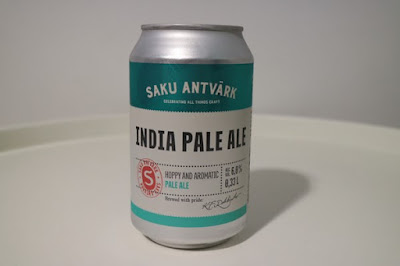 SAKU ANTVÄRK
CELEBRATING ALL THINGS CRAFT
INDIA PALE ALE
HOPPY AND AROMATIC
PALE ALE
Brewed with pride:
S
6,0%
0,33 L